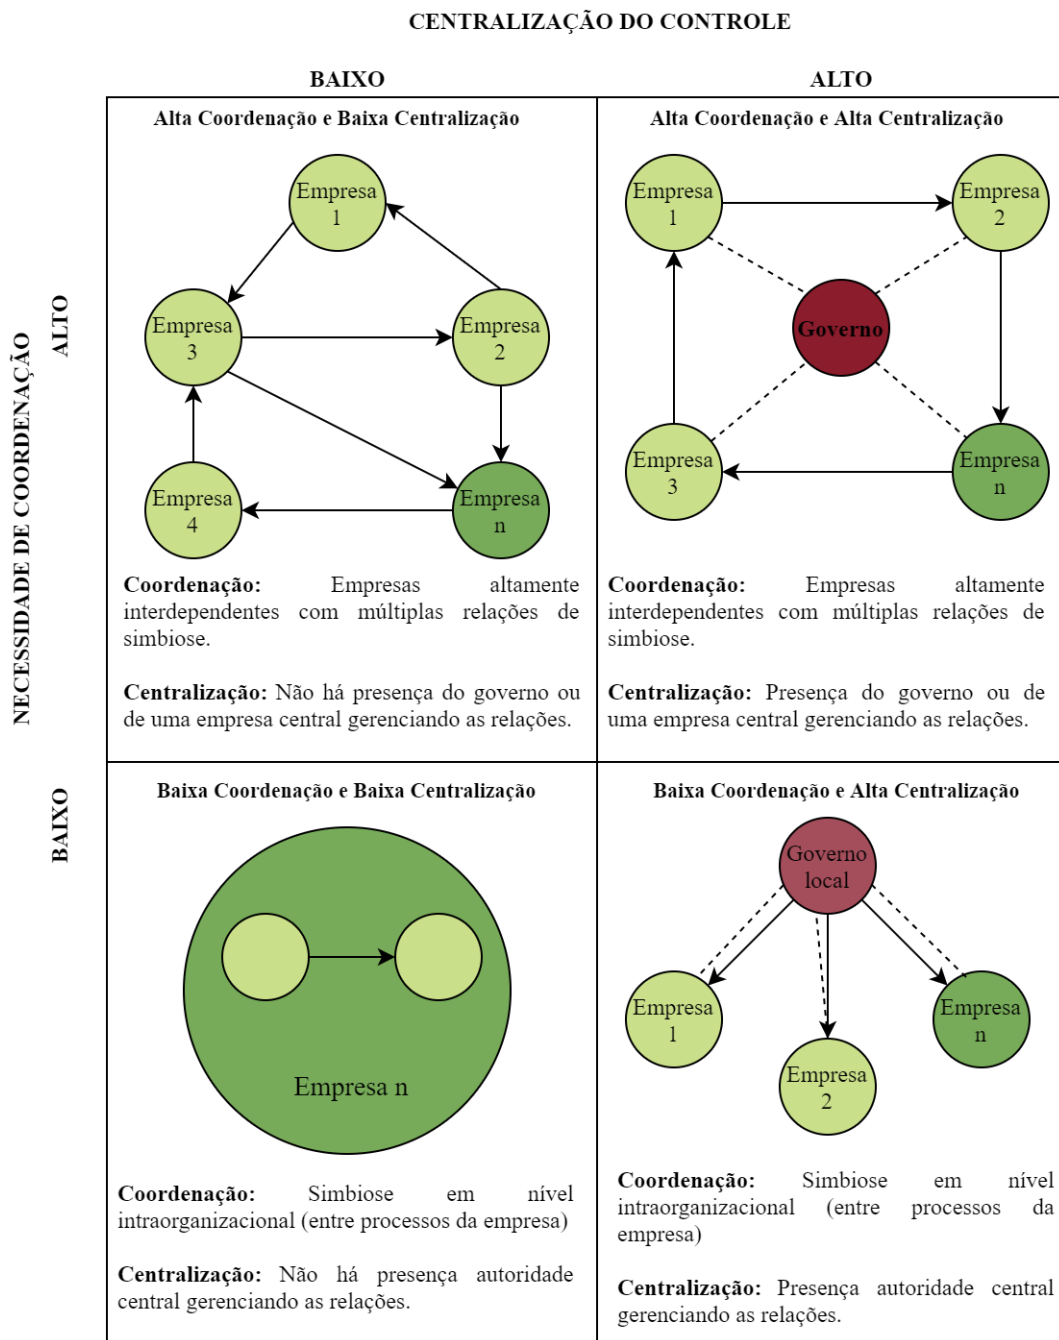 CENTRALIZAÇÃO DO CONTROLE
BAIXO
ALTO
NECESSIDADE DE COORDENAÇÃO
ALTO
Alta Coordenação e Baixa Centralização
Empresa
1
Empresa
3
Empresa
2
Empresa
4
Empresa
n
Coordenação: Empresas altamente
interdependentes com múltiplas relações de
simbiose.
Centralização: Não há presença do governo ou
de uma empresa central gerenciando as relações.
Alta Coordenação e Alta Centralização
Empresa
1
Empresa
2
Governo
Empresa
3
Empresa
n
Coordenação: Empresas altamente
interdependentes com múltiplas relações de
simbiose.
Centralização: Presença do governo ou de
uma empresa central gerenciando as relações.
BAIXO
Baixa Coordenação e Baixa Centralização
Empresa n
Coordenação: Simbiose em nível
intraorganizacional (entre processos da empresa)
Centralização: Não há presença autoridade
central gerenciando as relações.
Baixa Coordenação e Alta Centralização
Governo
local
Empresa
1
Empresa
2
Empresa
n
Coordenação: Simbiose em nível
intraorganizacional (entre processos da
empresa)
Centralização: Presença autoridade central
gerenciando as relações.